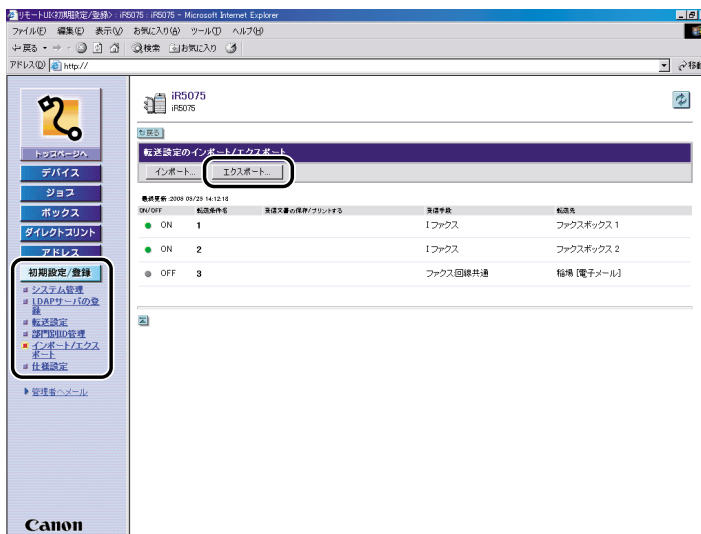 リモートUI<初期設定/登録> : iR5075 : iR5075 - Microsoft Internet Explorer
ファイル(F) 編集(E) 表示(V) お気に入り(A) ツール(T) ヘルプ(H)
戻る 検索 お気に入り
アドレス(D) http:// 移動
iR5075
iR5075
戻る
トップページへ
転送設定のインポート/エクスポート
デバイス
インポート... エクスポート...
ジョブ
最終更新 :2008 05/23 14:12:18
ボックス
ON/OFF 転送条件名 受信文書の保存/プリントする 受信手段 転送先
ダイレクトプリント
ON 1 Iファクス ファクスボックス 1
アドレス
ON 2 Iファクス ファクスボックス 2
初期設定/登録
OFF 3 ファクス回線共通 稲場 [電子メール]
システム管理
LDAPサーバの登
録
転送設定
部門別ID管理
インポート/エクス
ポート
仕様設定
管理者へメール
Canon